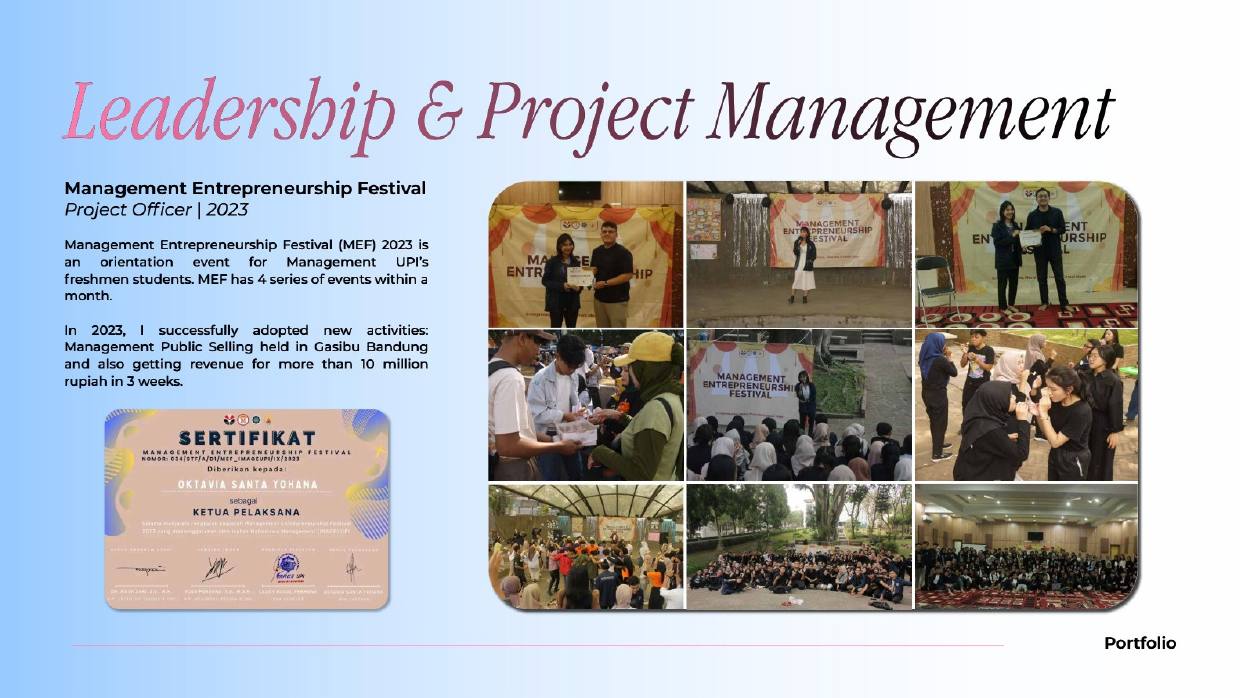 Leadership & Project Management
Management Entrepreneurship Festival
Project Officer | 2023
Management Entrepreneurship Festival (MEF) 2023 is
an orientation event for Management UPI's
freshmen students. MEF has 4 series of events within a
month.
In 2023, I successfully adopted new activities:
Management Public Selling held in Gasibu Bandung
and also getting revenue for more than 10 million
rupiah in 3 weeks.
SERTIFIKAT
MANAGEMENT ENTREPRENEURSHIP FESTIVAL
Diberikan kepada:
OKTAVIA SANTA YOHANA
sebagai
KETUA PELAKSANA
MANAGEMENT
ENTREPRENEURSHIP
FESTIVAL
MANAGEMENT
ENTREPRENEURSHIP
FESTIVAL
Portfolio